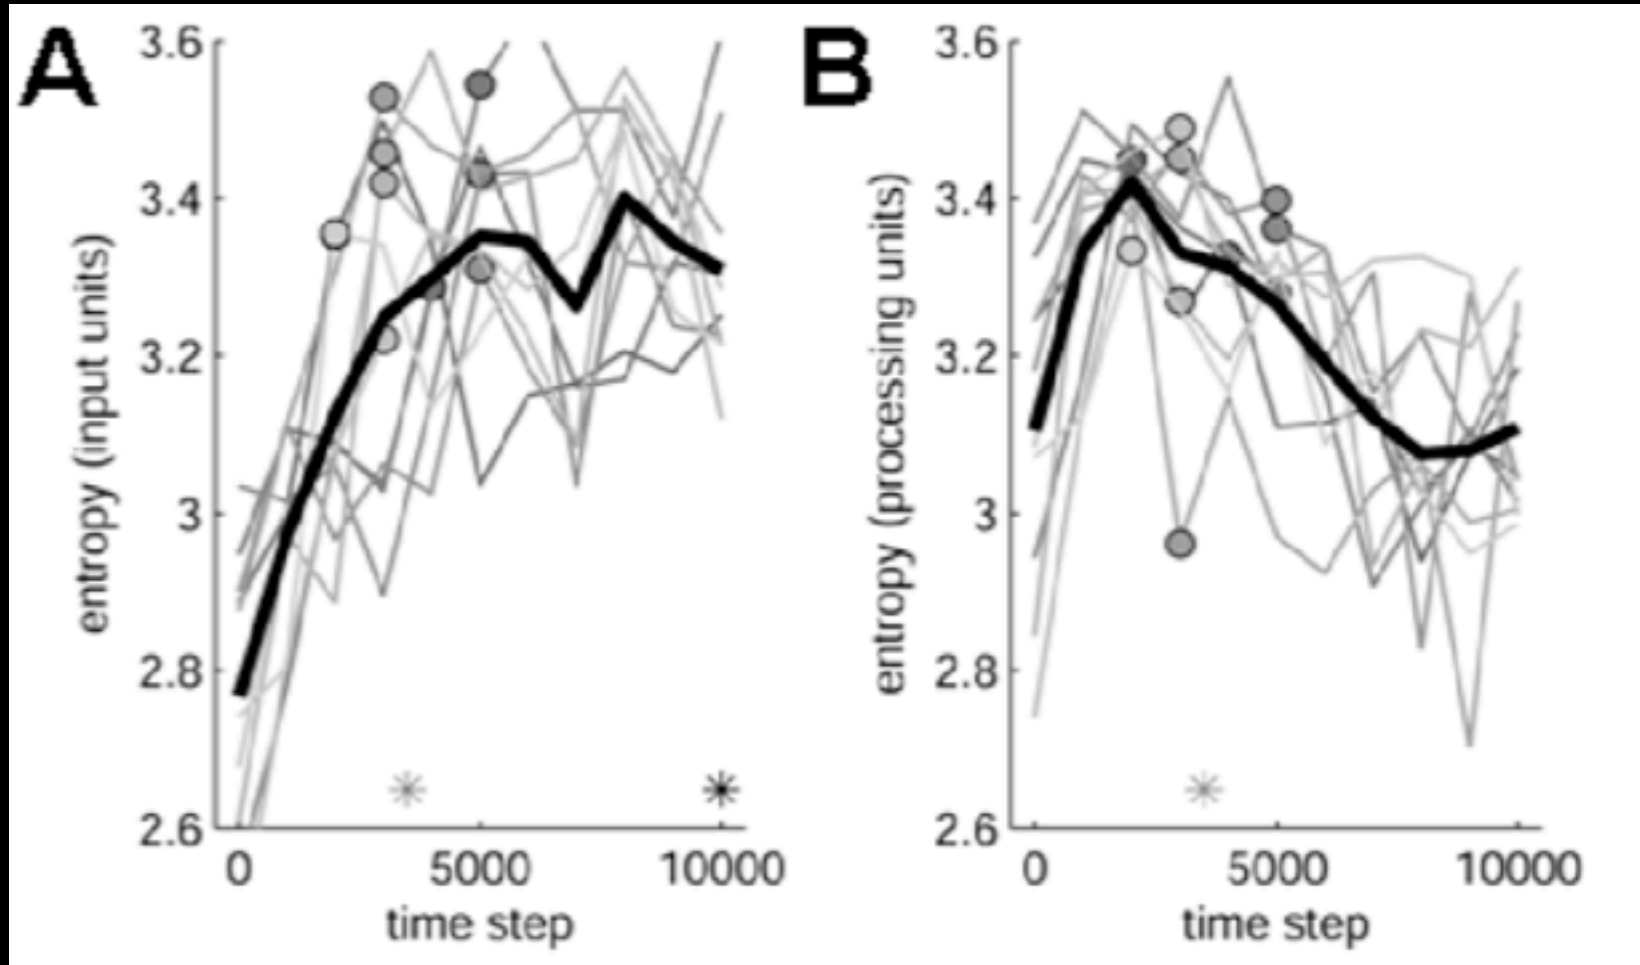 A
3.6
3.4
3.2
3
2.8
2.6
0 5000 10000
time step
entropy (input units)
B
3.6
3.4
3.2
3
2.8
2.6
0 5000 10000
time step
entropy (processing units)